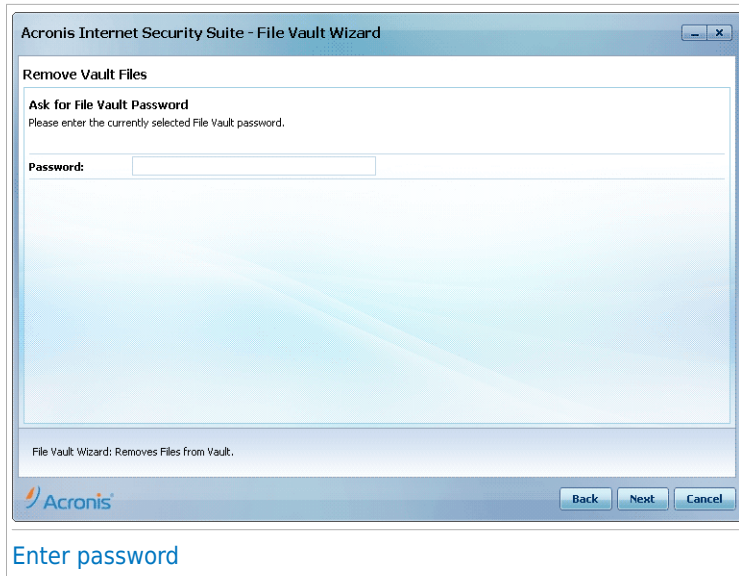 Acronis Internet Security Suite - File Vault Wizard
Remove Vault Files
Ask for File Vault Password
Please enter the currently selected File Vault password.
Password:
File Vault Wizard: Removes Files from Vault.
Acronis
Back Next Cancel
Enter password